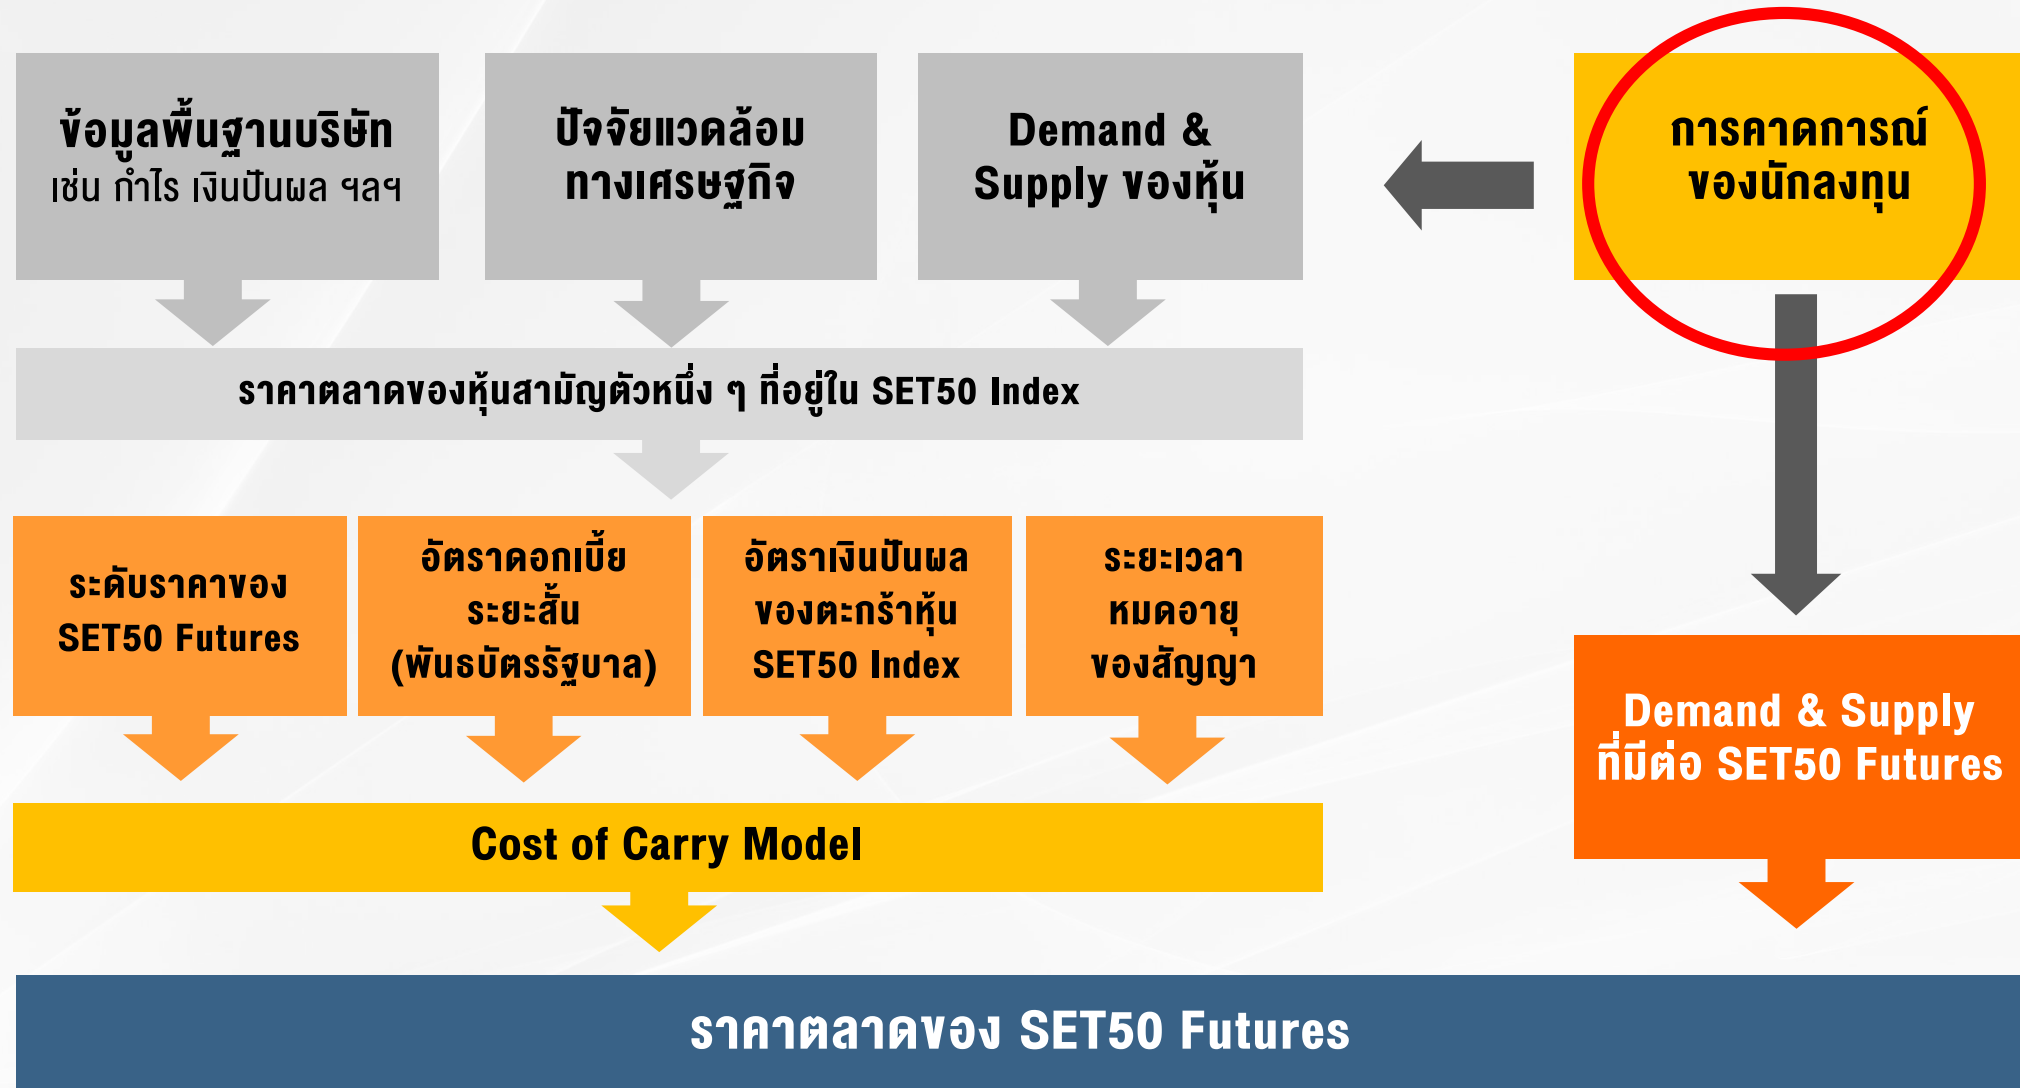 ข้อมูลพื้นฐานบริษัท
เช่น กำไร เงินปันผล ฯลฯ
ปัจจัยแวดล้อม
ทางเศรษฐกิจ
Demand &
Supply ของหุ้น
การคาดการณ์
ของนักลงทุน
ราคาตลาดของหุ้นสามัญตัวหนึ่ง ๆ ที่อยู่ใน SET50 Index
ระดับราคาของ
SET50 Futures
อัตราดอกเบี้ย
ระยะสั้น
(พันธบัตรรัฐบาล)
อัตราเงินปันผล
ของตะกร้าหุ้น
SET50 Index
ระยะเวลา
หมดอายุ
ของสัญญา
Demand & Supply
ที่มีต่อ SET50 Futures
Cost of Carry Model
ราคาตลาดของ SET50 Futures